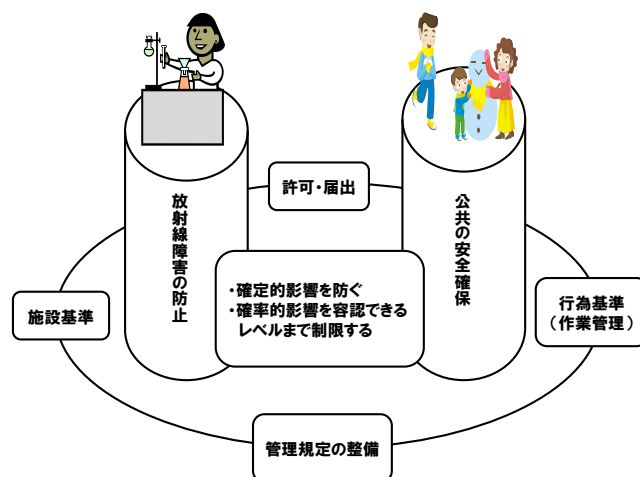 許可・届出
放射線障害の防止
公共の安全確保
・確定的影響を防ぐ
・確率的影響を容認できる
レベルまで制限する
施設基準
行為基準
（作業管理）
管理規定の整備